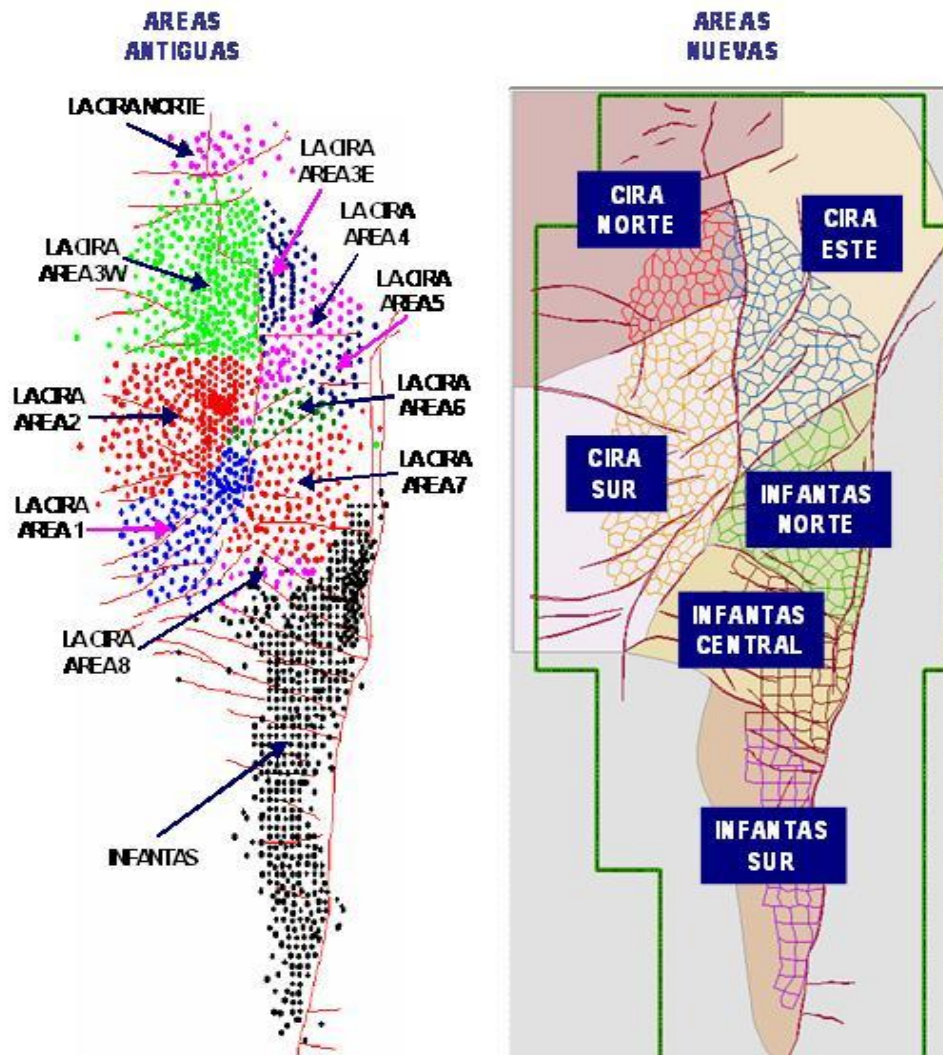 AREAS
ANTIGUAS
LA CIRA NORTE
LA CIRA
AREA 3E
LA CIRA
AREA 4
LA CIRA
AREA 3W
LA CIRA
AREA 5
LA CIRA
AREA 2
LA CIRA
AREA 6
LA CIRA
AREA 7
LA CIRA
AREA 1
LA CIRA
AREA 8
INFANTAS
AREAS
NUEVAS
CIRA
NORTE
CIRA
ESTE
CIRA
SUR
INFANTAS
NORTE
INFANTAS
CENTRAL
INFANTAS
SUR